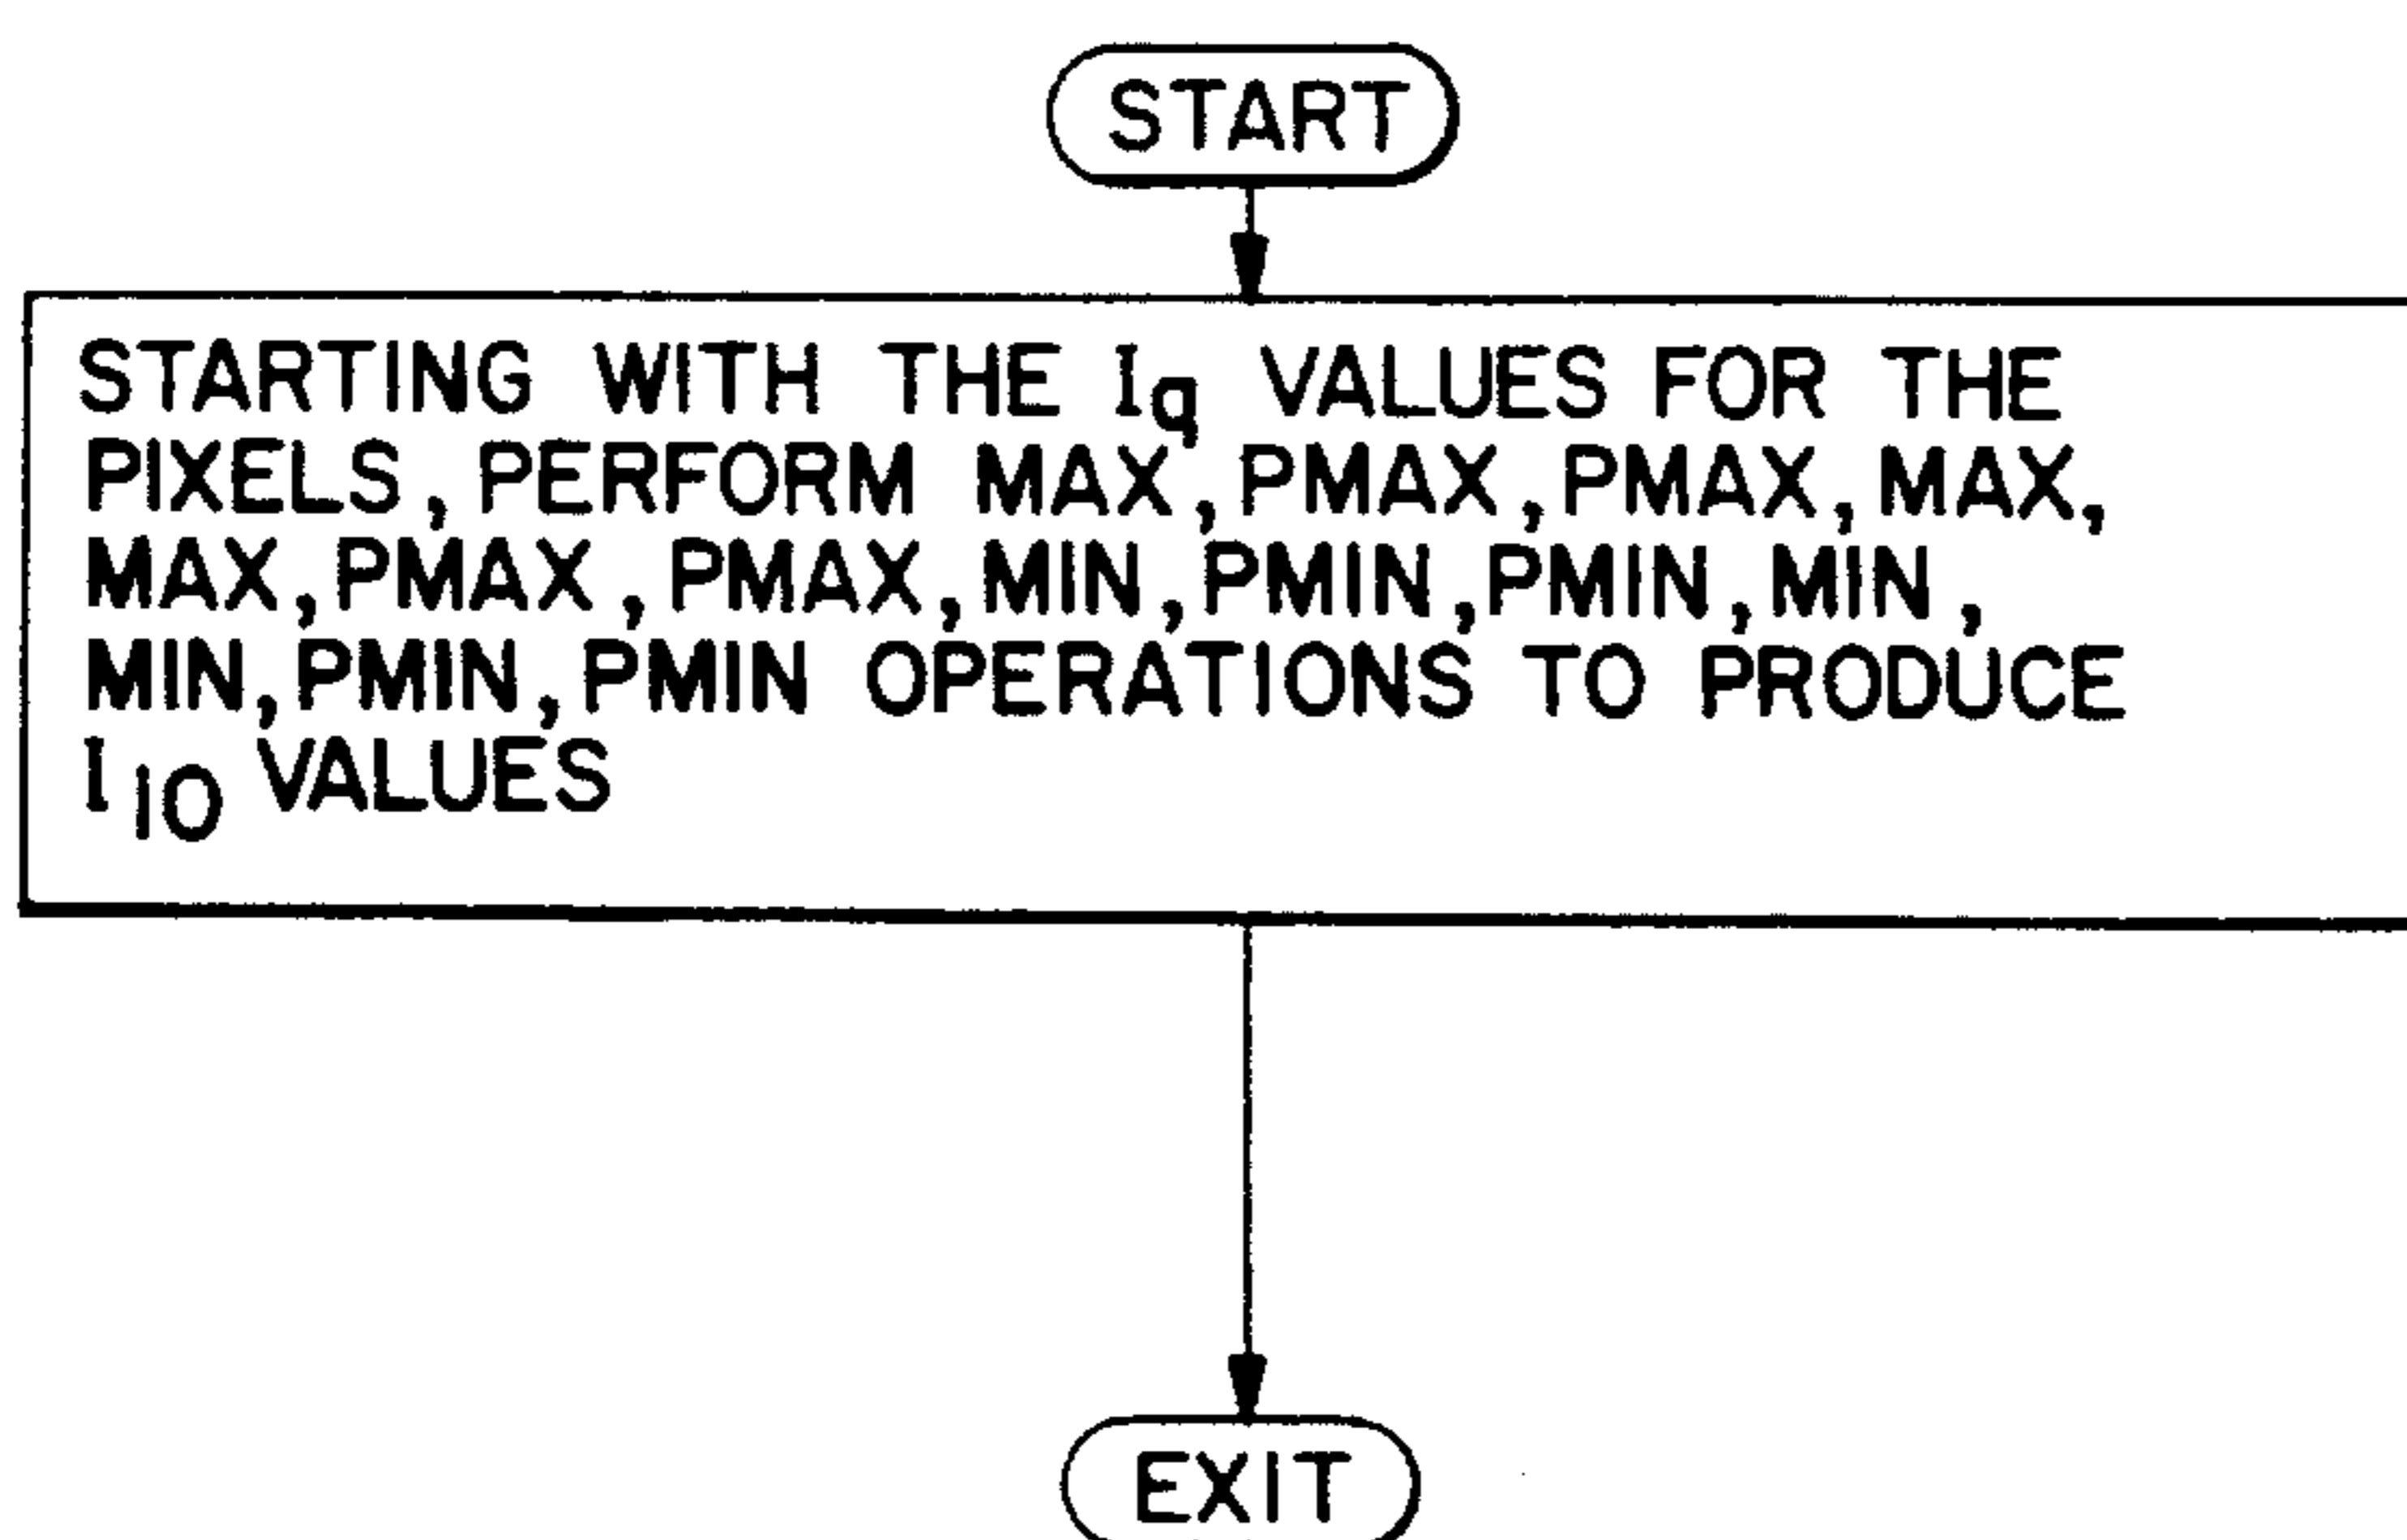 START
STARTING WITH THE Iq VALUES FOR THE
PIXELS, PERFORM MAX, PMAX, PMAX, MAX,
MAX, PMAX, PMAX, MIN, PMIN, PMIN, MIN,
MIN, PMIN, PMIN OPERATIONS TO PRODUCE
I10 VALUES
EXIT